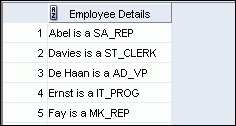 Employee Details
1 Abel is a SA_REP
2 Davies is a ST_CLERK
3 De Haan is a AD_VP
4 Ernst is a IT_PROG
5 Fay is a MK_REP